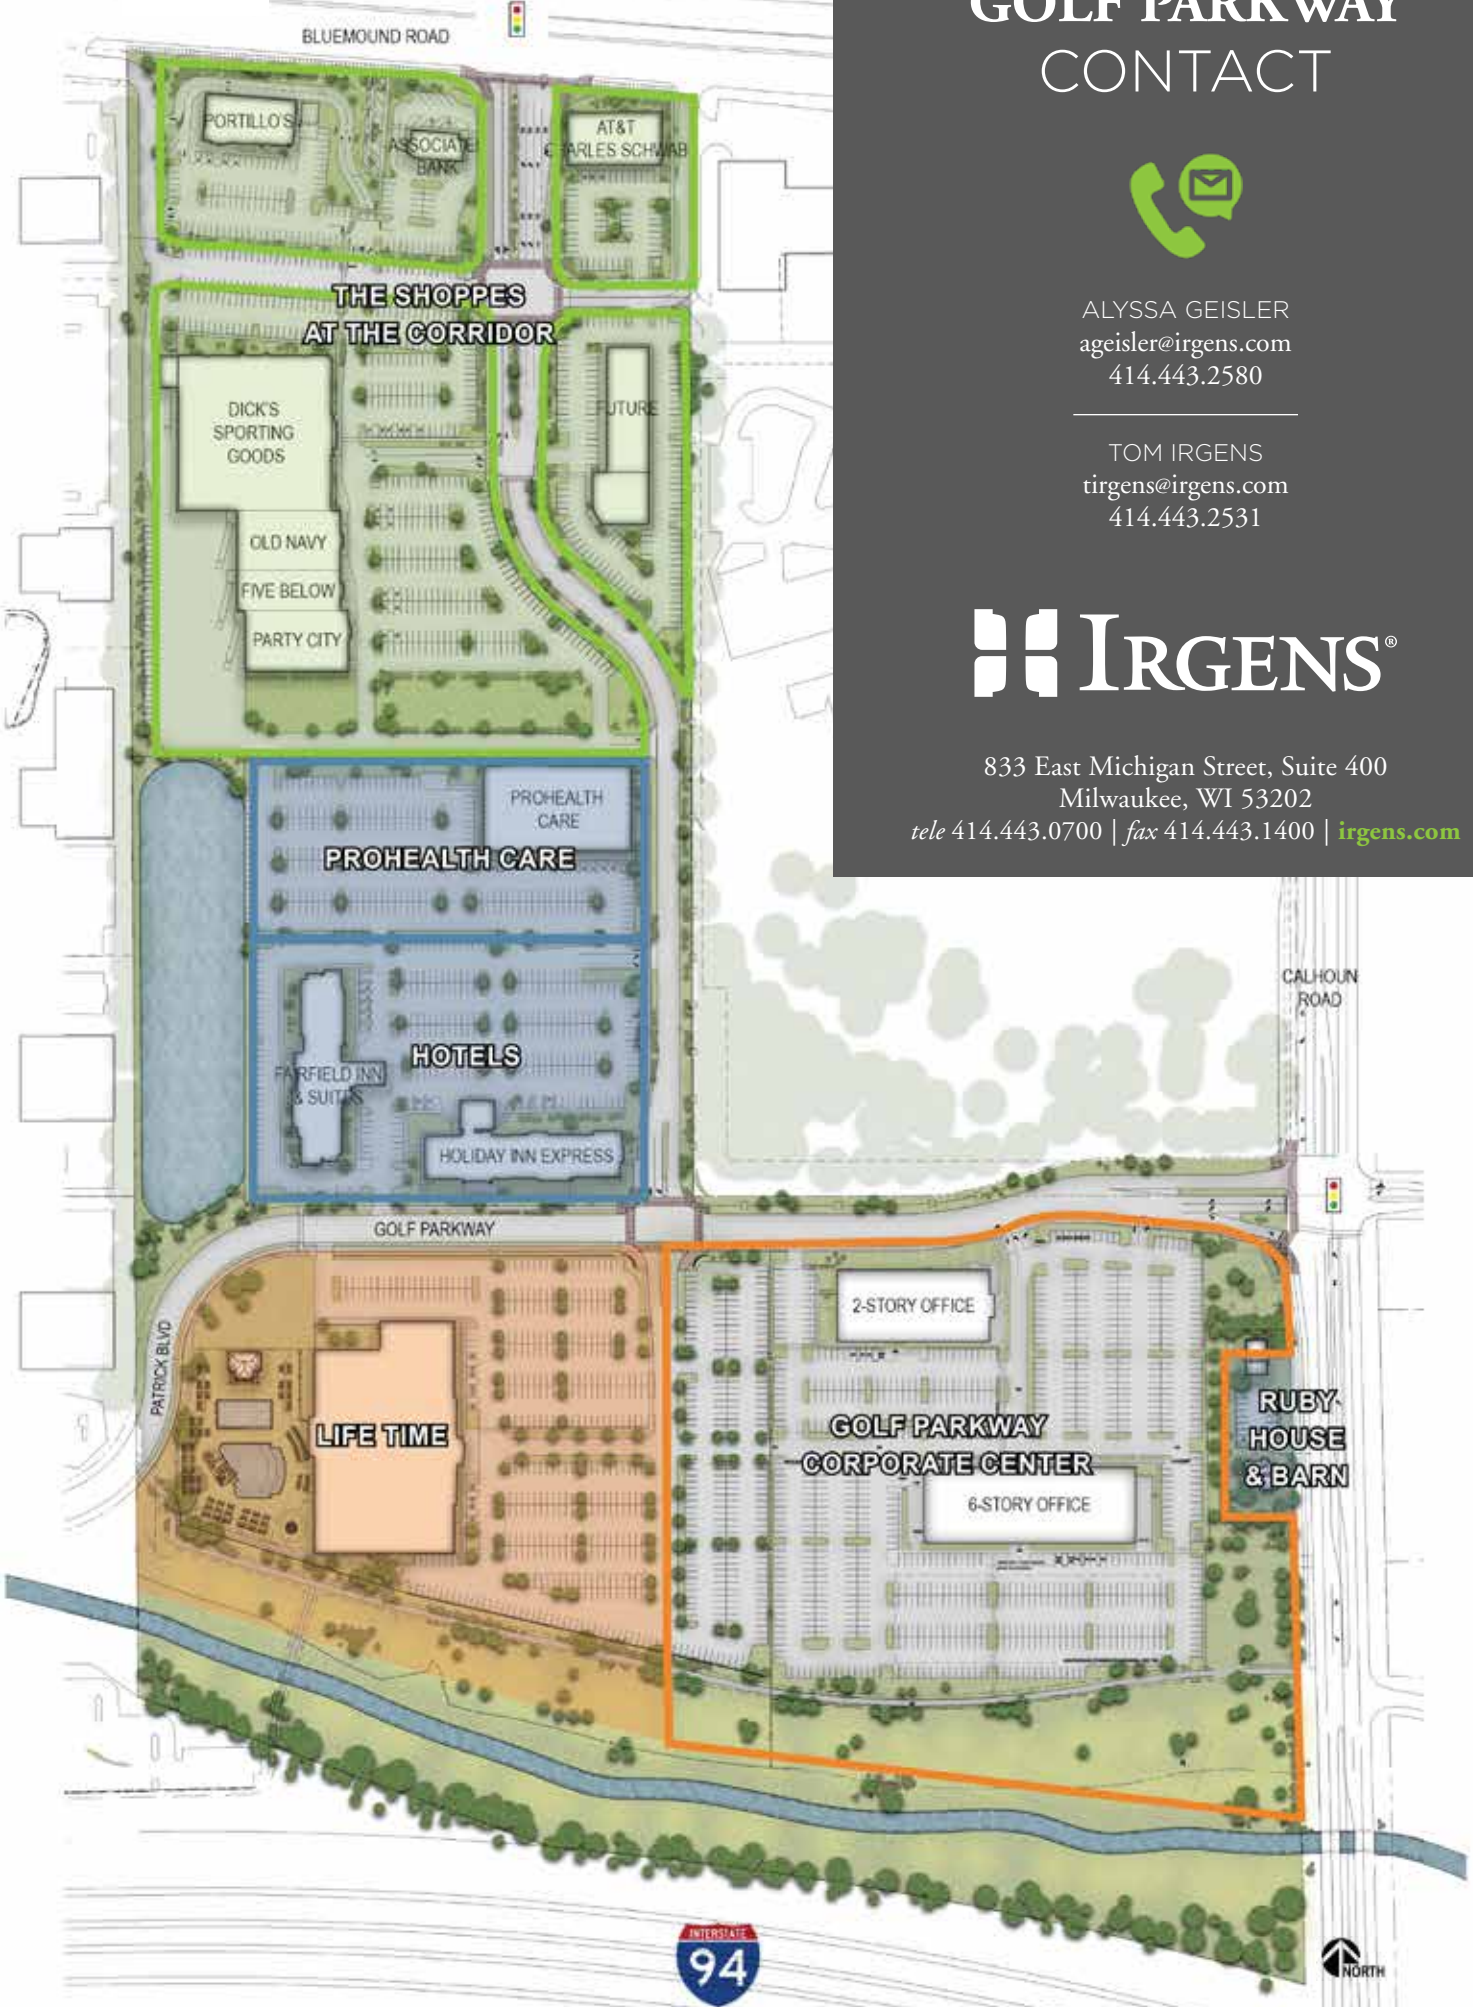 BLUEMOUND ROAD
PORTILLO'S
ASSOCIATE
BANK
AT&T
CHARLES SCHWAB
THE SHOPPES
AT THE CORRIDOR
DICK'S
SPORTING
GOODS
FUTURE
OLD NAVY
FIVE BELOW
PARTY CITY
PROHEALTH
CARE
PROHEALTH CARE
HOTELS
FAIRFIELD INN
& SUITES
HOLIDAY INN EXPRESS
GOLF PARKWAY
PATRICK BLVD
LIFE TIME
2-STORY OFFICE
GOLF PARKWAY
CORPORATE CENTER
6-STORY OFFICE
RUBY
HOUSE
& BARN
CALHOUN
ROAD
INTERSTATE
94
NORTH
GOLF PARKWAY
CONTACT
ALYSSA GEISLER
ageisler@irgens.com
414.443.2580
TOM IRGENS
tirgens@irgens.com
414.443.2531
IRGENS®
833 East Michigan Street, Suite 400
Milwaukee, WI 53202
tele 414.443.0700 | fax 414.443.1400 | irgens.com